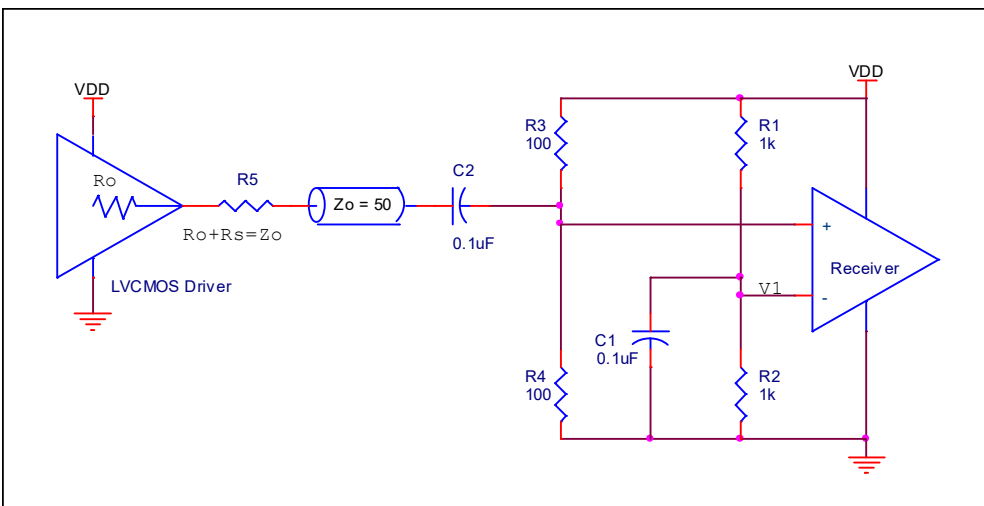 VDD
VDD
Ro
R5
Ro+Rs=Zo
LVCMOS Driver
Zo = 50
C2
0.1uF
R3
100
R1
1k
+
Receiver
V1
-
C1
0.1uF
R4
100
R2
1k